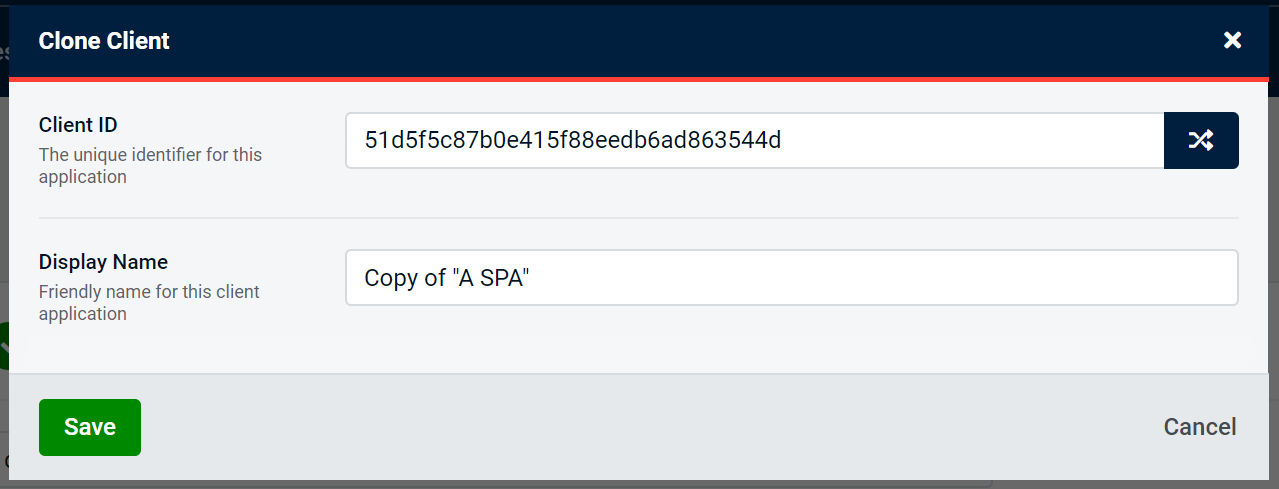 Clone Client
Client ID
The unique identifier for this
application
51d5f5c87b0e415f88eedb6ad863544d
Display Name
Friendly name for this client
application
Copy of "A SPA"
Save
Cancel